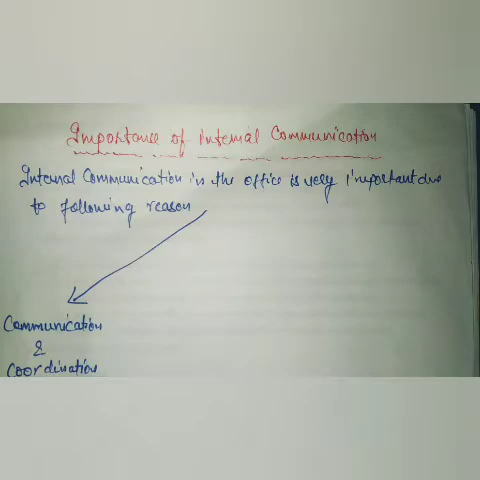 Importance of Internal Communication
Internal Communication in the office is very important due
to following reason
Communication
&
Coordination